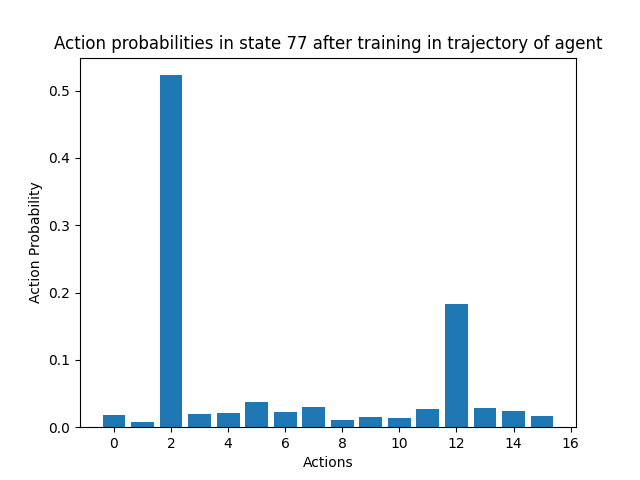 Action probabilities in state 77 after training in trajectory of agent
Action Probability
0.5
0.4
0.3
0.2
0.1
0.0
0 2 4 6 8 10 12 14 16
Actions